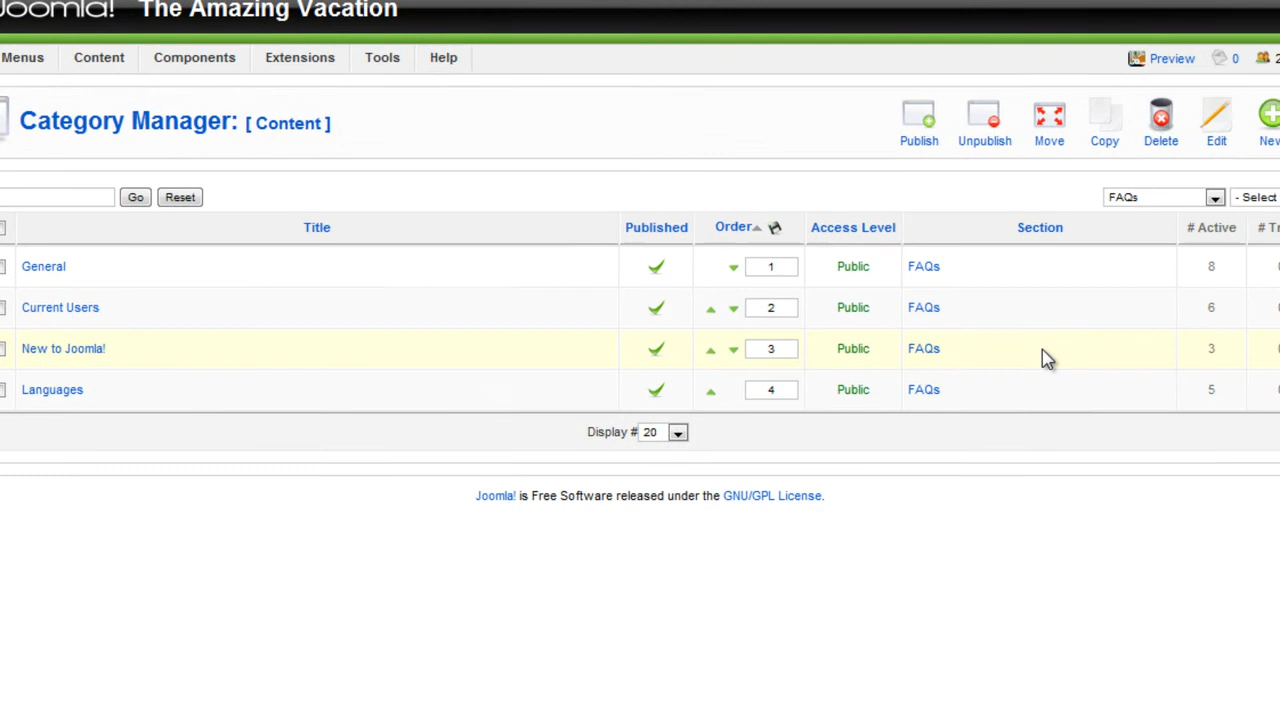 Joomla! The Amazing Vacation
Menus Content Components Extensions Tools Help Preview 0
Category Manager: [ Content ] Publish Unpublish Move Copy Delete Edit New
Go Reset FAQs - Select
Title Published Order Access Level Section # Active
General 1 Public FAQs 8
Current Users 2 Public FAQs 6
New to Joomla! 3 Public FAQs 3
Languages 4 Public FAQs 5
Display # 20
Joomla! is Free Software released under the GNU/GPL License.